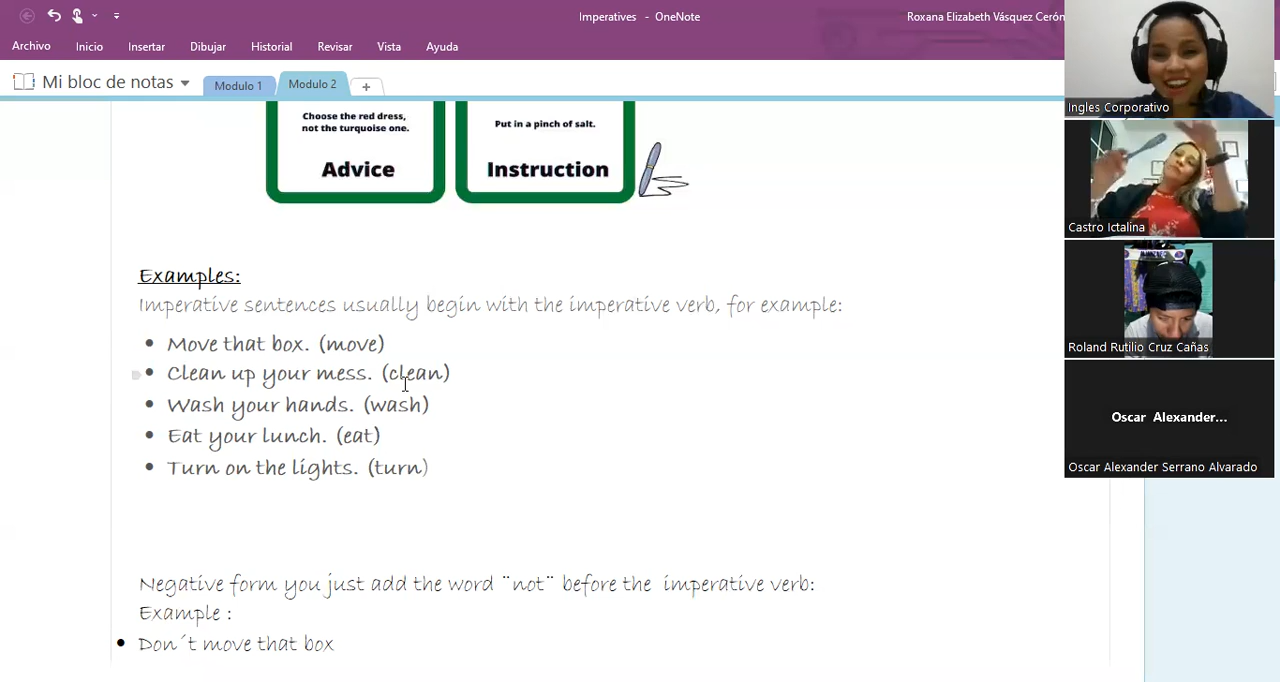 Imperatives - OneNote
Roxana Elizabeth Vásquez Cerón
Archivo Inicio Insertar Dibujar Historial Revisar Vista Ayuda
Mi bloc de notas Modulo 1 Modulo 2 +
Choose the red dress,
not the turquoise one.
Advice
Put in a pinch of salt.
Instruction
Examples:
Imperative sentences usually begin with the imperative verb, for example:
• Move that box. (move)
• Clean up your mess. (clean)
• Wash your hands. (wash)
• Eat your lunch. (eat)
• Turn on the lights. (turn)
Negative form you just add the word ¨not¨ before the imperative verb:
Example :
• Don´t move that box
Ingles Corporativo
Castro Ictalina
Roland Rutilio Cruz Cañas
Oscar Alexander...
Oscar Alexander Serrano Alvarado